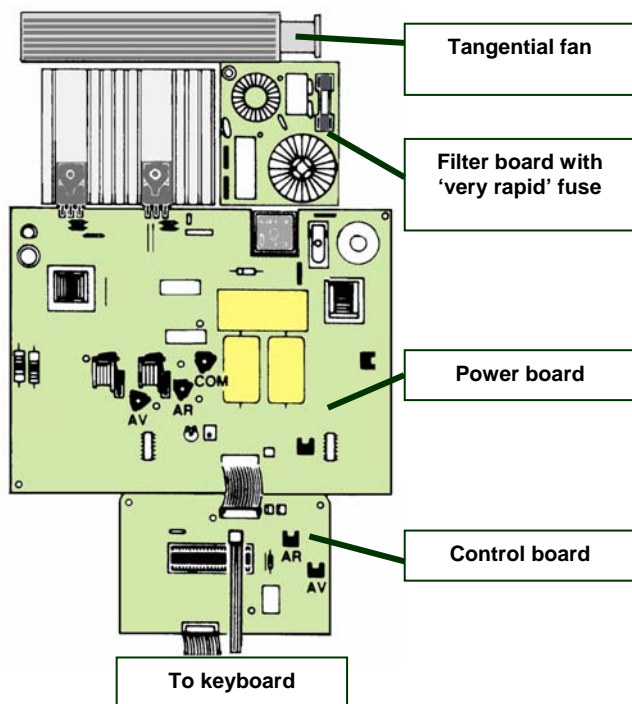 Tangential fan
Filter board with
‘very rapid’ fuse
COM
AR
AV
Power board
Control board
AR
AV
To keyboard